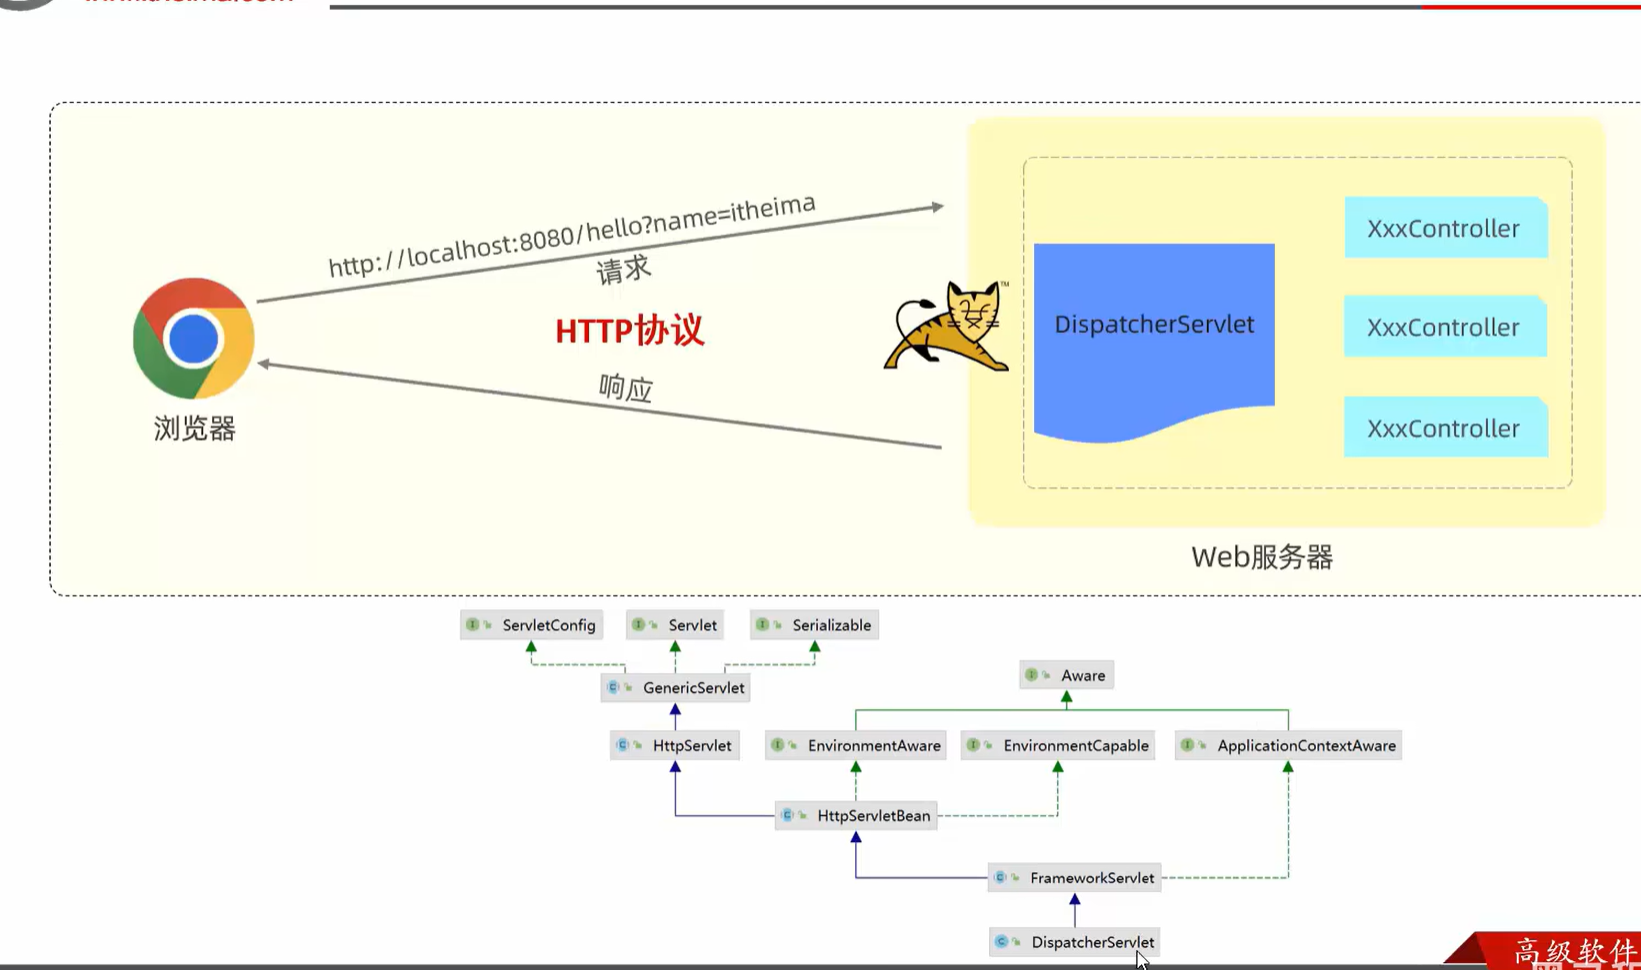 http://localhost:8080/hello?name=itheima
请求
HTTP协议
响应
浏览器
TM
DispatcherServlet
XxxController
XxxController
XxxController
Web服务器
ServletConfig
Servlet
Serializable
GenericServlet
Aware
HttpServlet
EnvironmentAware
EnvironmentCapable
ApplicationContextAware
HttpServletBean
FrameworkServlet
DispatcherServlet
高级软件